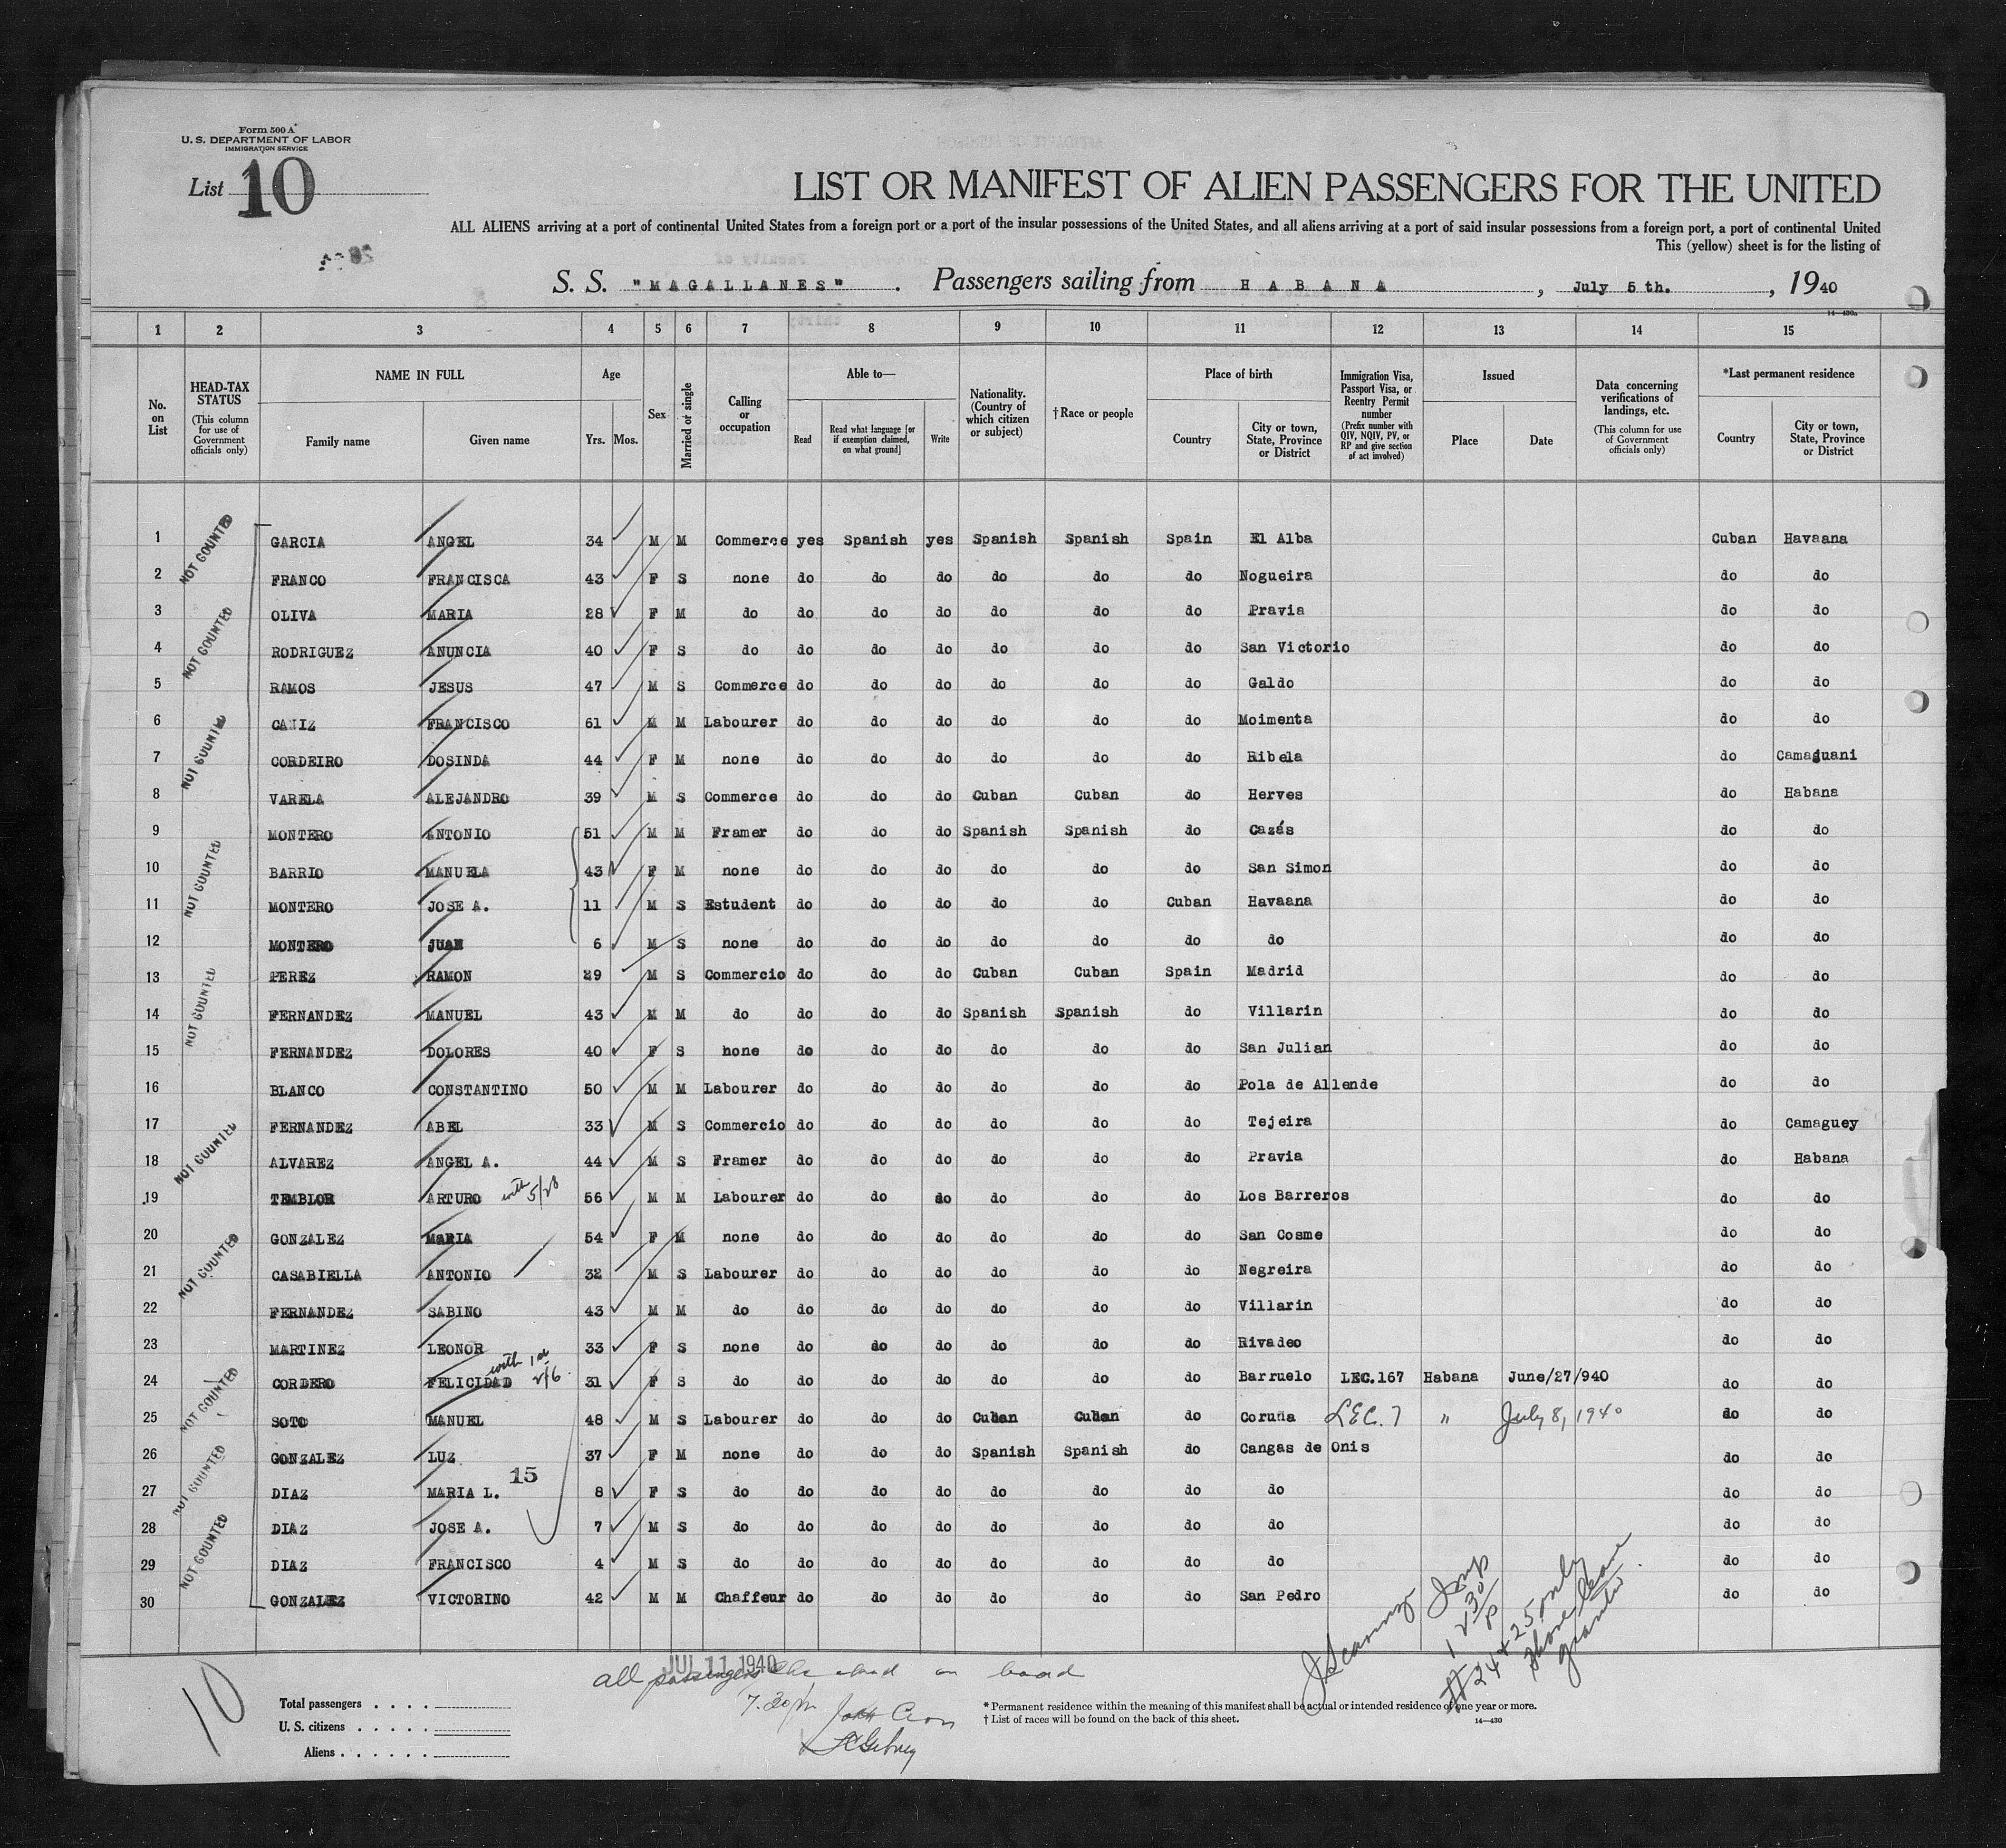 Form 500 A
U. S. DEPARTMENT OF LABOR
IMMIGRATION SERVICE
List 10
LIST OR MANIFEST OF ALIEN PASSENGERS FOR THE UNITED
ALL ALIENS arriving at a port of continental United States from a foreign port or a port of the insular possessions of the United States, and all aliens arriving at a port of said insular possessions from a foreign port, a port of continental United
This (yellow) sheet is for the listing of
S. S. "MAGALLANES" . Passengers sailing from HABANA , July 5 th. , 1940
14—430a
1 2 3 4 5 6 7 8 9 10 11 12 13 14 15
No. on List
HEAD-TAX STATUS (This column for use of Government officials only)
NAME IN FULL Family name Given name
Age Yrs. Mos.
Sex
Married or single
Calling or occupation
Able to— Read Read what language [or if exemption claimed, on what ground] Write
Nationality. (Country of which citizen or subject)
† Race or people
Place of birth Country City or town, State, Province or District
Immigration Visa, Passport Visa, or Reentry Permit number (Prefix number with QIV, NQIV, PV, or RP and give section of act involved)
Issued Place Date
Data concerning verifications of landings, etc. (This column for use of Government officials only)
*Last permanent residence Country City or town, State, Province or District
1 NOT COUNTED GARCIA ANGEL 34 M M Commerce yes Spanish yes Spanish Spanish Spain El Alba Cuban Havaana
2 FRANCO FRANCISCA 43 F S none do do do do do do Nogueira do do
3 NOT COUNTED OLIVA MARIA 28 F M do do do do do do do Pravia do do
4 RODRIGUEZ ANUNCIA 40 F S do do do do do do do San Victorio do do
5 RAMOS JESUS 47 M S Commerce do do do do do do Galdo do do
6 NOT COUNTED CANIZ FRANCISCO 61 M M Labourer do do do do do do Moimenta do do
7 CORDEIRO DOSINDA 44 F M none do do do do do do Ribela do Camaguani
8 VARELA ALEJANDRO 39 M S Commerce do do do Cuban Cuban do Herves do Habana
9 MONTERO ANTONIO 51 M M Framer do do do Spanish Spanish do Cazás do do
10 NOT COUNTED BARRIO MANUELA 43 F M none do do do do do do San Simon do do
11 MONTERO JOSE A. 11 M S Estudent do do do do do Cuban Havaana do do
12 MONTERO JUAN 6 M S none do do do do do do do do do
13 NOT COUNTED PEREZ RAMON 29 M S Commercio do do do Cuban Cuban Spain Madrid do do
14 FERNANDEZ MANUEL 43 M M do do do do Spanish Spanish do Villarin do do
15 FERNANDEZ DOLORES 40 F S hone do do do do do do San Julian do do
16 BLANCO CONSTANTINO 50 M M Labourer do do do do do do Pola de Allende do do
17 NOT COUNTED FERNANDEZ ABEL 33 M S Commercio do do do do do do Tejeira do Camaguey
18 ALVAREZ ANGEL A. 44 M S Framer do do do do do do Pravia do Habana
19 TEMBLOR ARTURO with 5/28 56 M M Labourer do do do do do do Los Barreros do do
20 NOT COUNTED GONZALEZ MARIA 54 F M none do do do do do do San Cosme do do
21 CASABIELLA ANTONIO 32 M S Labourer do do do do do do Negreira do do
22 FERNANDEZ SABINO 43 M M do do do do do do do Villarin do do
23 MARTINEZ LEONOR 33 F S none do do do do do do Rivadeo do do
24 NOT COUNTED CORDERO FELICIDAD with 31 F S do do do do do do do Barruelo LEC.167 Habana June/27/940 do do
25 SOTO MANUEL 48 M S Labourer do do do Cuban Cuban do Coruña LEC. 7 " July 8, 1940 do do
26 NOT COUNTED GONZALEZ LUZ 37 F M none do do do Spanish Spanish do Cangas de Onis do do
15
27 DIAZ MARIA L. 8 F S do do do do do do do do do do
28 NOT COUNTED DIAZ JOSE A. 7 M S do do do do do do do do do do
29 DIAZ FRANCISCO 4 M S do do do do do do do do do do
30 GONZALEZ VICTORINO 42 M M Chaffeur do do do do do do San Pedro do do
#24 + 25 only
shore leave
granted
JUL 11 1940
all passengers on board
7.30 pm
10
Total passengers . . . .
U. S. citizens . . . . .
Aliens . . . . . .
* Permanent residence within the meaning of this manifest shall be actual or intended residence of one year or more.
† List of races will be found on the back of this sheet.
14—430